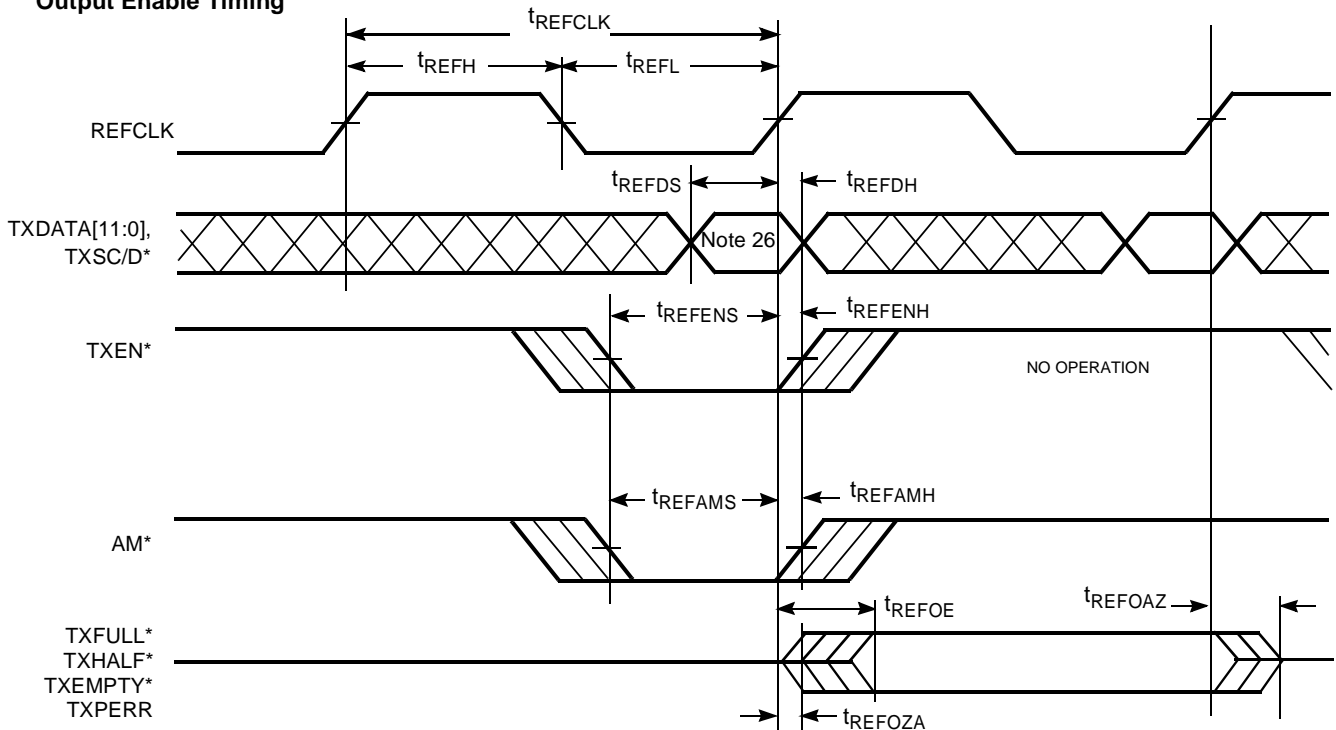 Output Enable Timing
tREFCLK
tREFH
tREFL
REFCLK
tREFDS
tREFDH
TXDATA[11:0],
TXSC/D*
Note 26
tREFENS
tREFENH
TXEN*
NO OPERATION
tREFAMS
tREFAMH
AM*
tREFOE
tREFOAZ
TXFULL*
TXHALF*
TXEMPTY*
TXPERR
tREFOZA